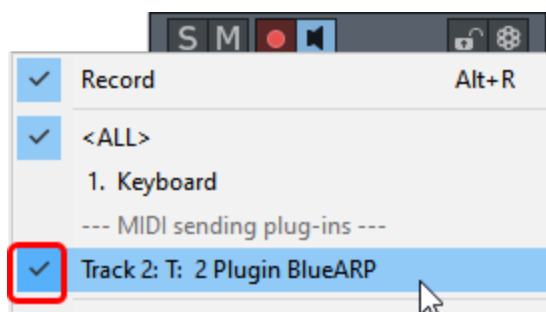 S M
Record Alt+R
<ALL>
1. Keyboard
--- MIDI sending plug-ins ---
Track 2: T: 2 Plugin BlueARP